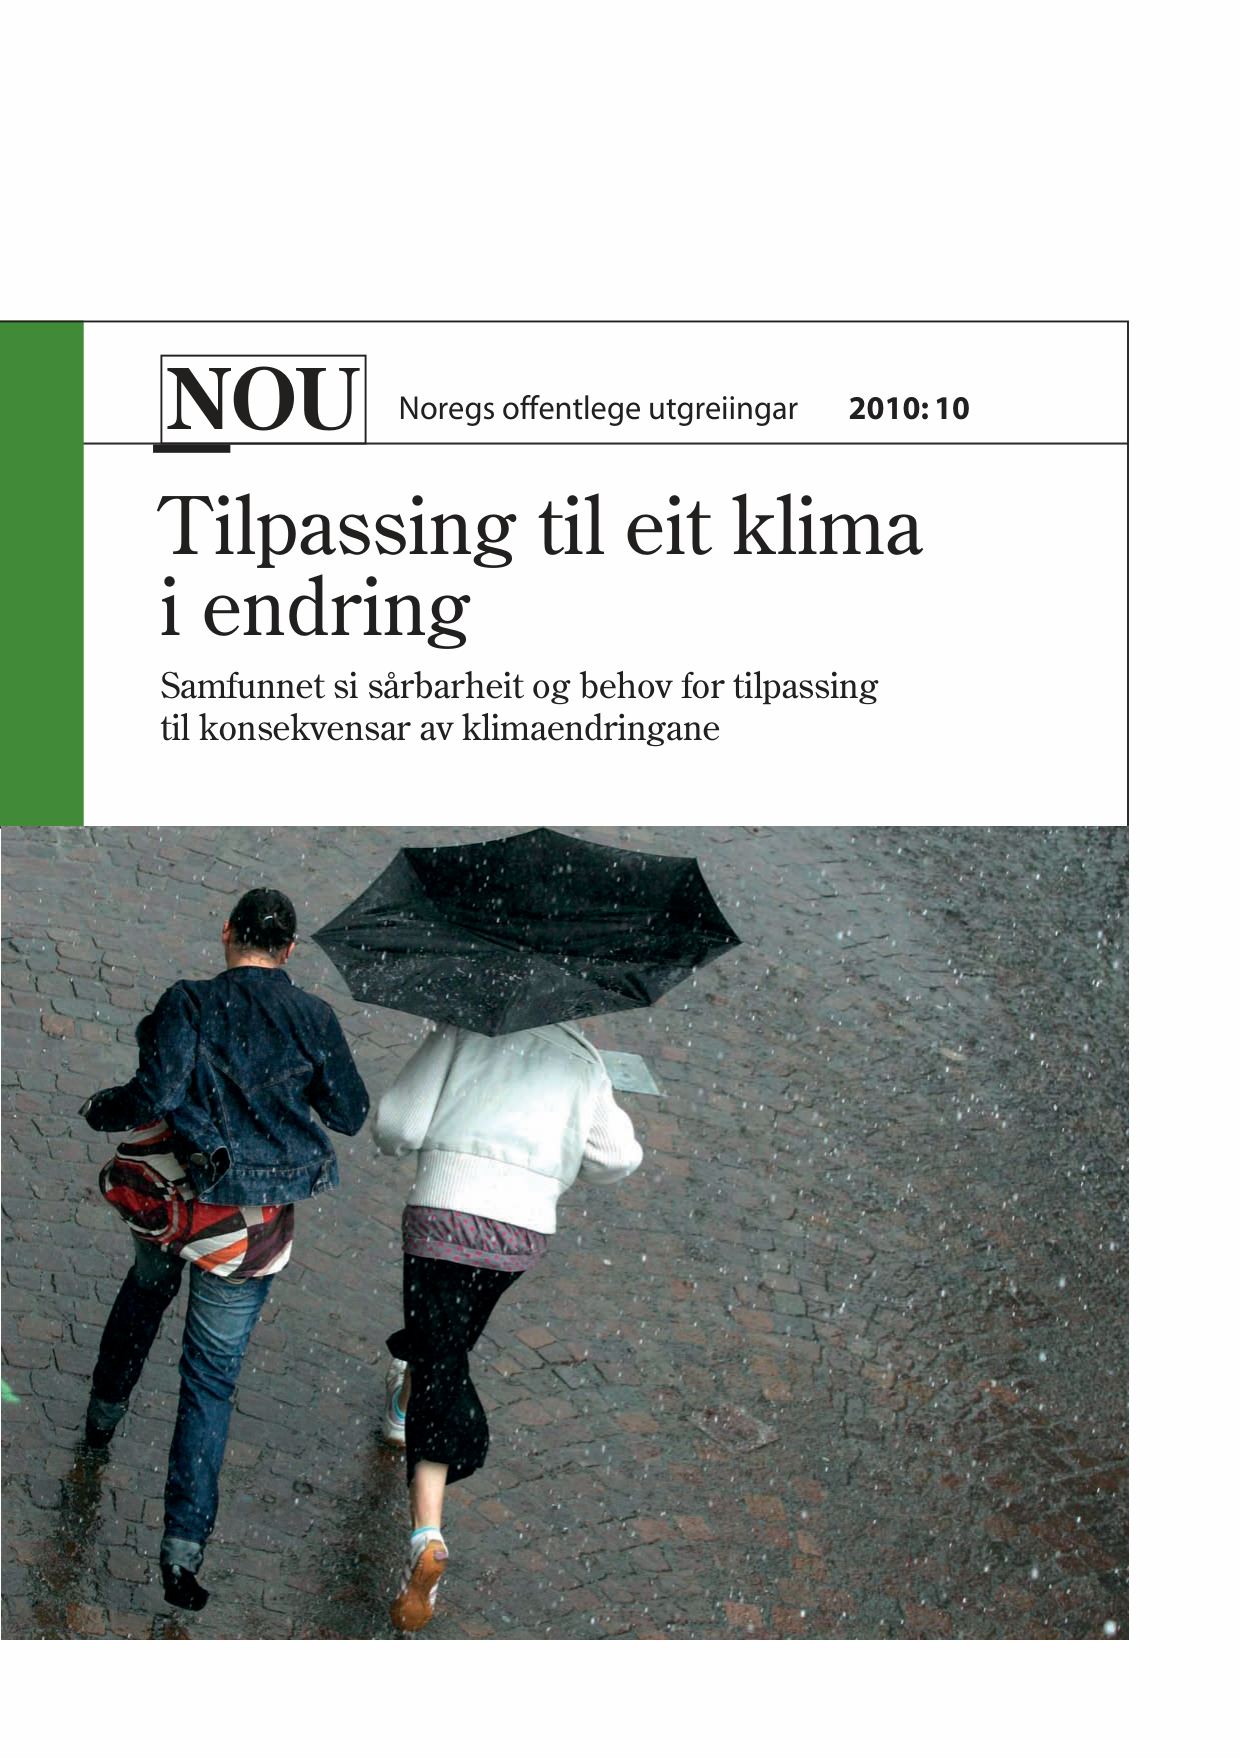 NOU
Noregs offentlege utgreiingar 2010: 10
Tilpassing til eit klima
i endring
Samfunnet si sårbarheit og behov for tilpassing
til konsekvensar av klimaendringane